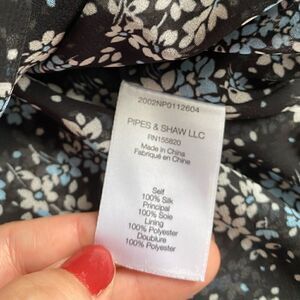 2002NP0112604
PIPES & SHAW LLC
RN155820
Made in China
Fabriqué en Chine
Self
100% Silk
Principal
100% Soie
Lining
100% Polyester
Doublure
100% Polyester